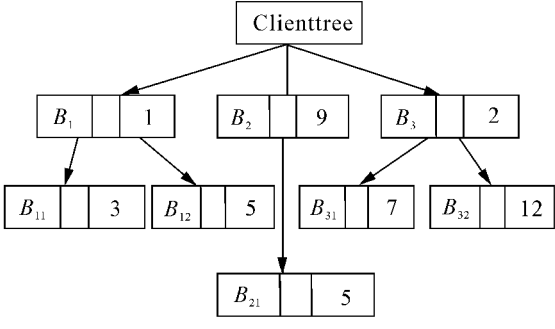 Clienttree
B₁ 1 B₂ 9 B₃ 2
B₁₁ 3 B₁₂ 5 B₃₁ 7 B₃₂ 12
B₂₁ 5